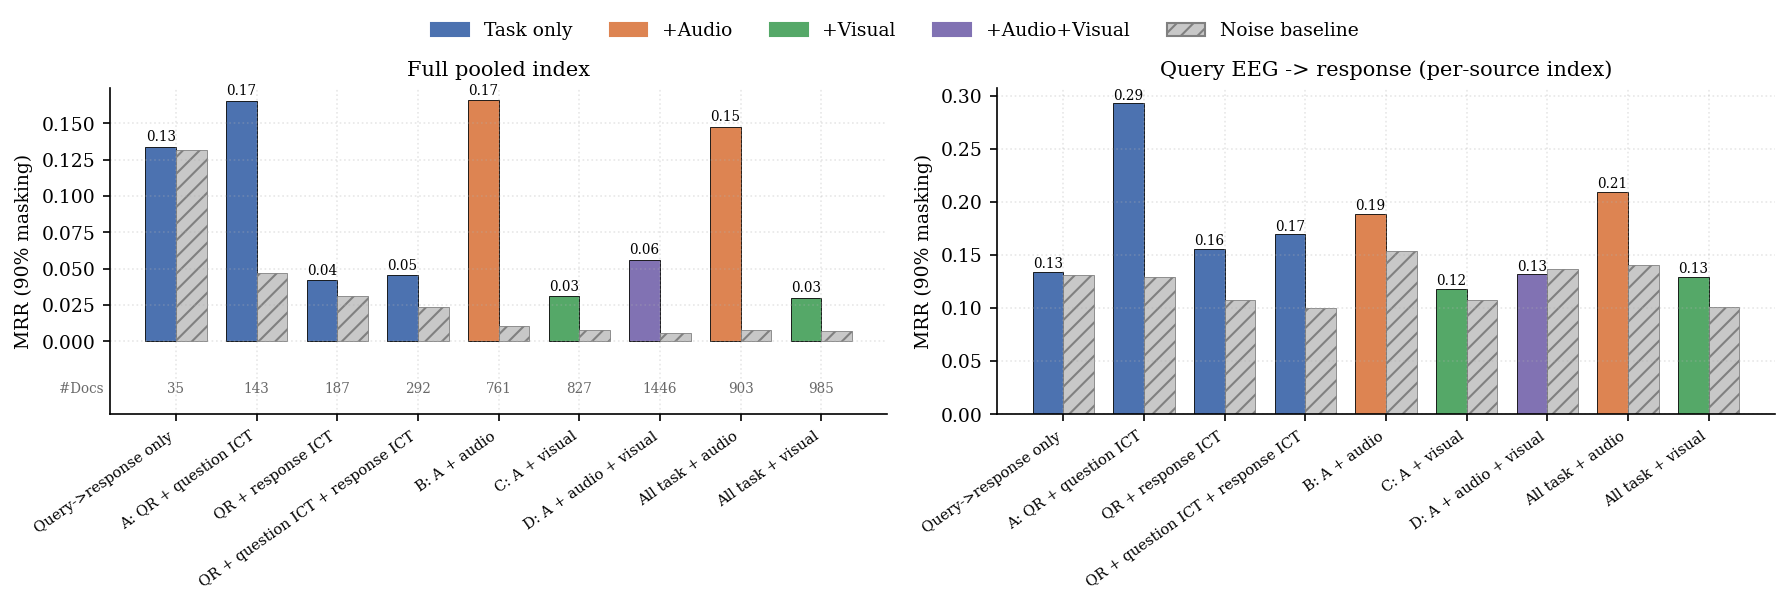 Task only
+Audio
+Visual
+Audio+Visual
Noise baseline
Full pooled index
MRR (90% masking)
0.150
0.125
0.100
0.075
0.050
0.025
0.000
0.13
0.17
0.04
0.05
0.17
0.03
0.06
0.15
0.03
#Docs
35
143
187
292
761
827
1446
903
985
Query->response only
A: QR + question ICT
QR + response ICT
QR + question ICT + response ICT
B: A + audio
C: A + visual
D: A + audio + visual
All task + audio
All task + visual
Query EEG -> response (per-source index)
MRR (90% masking)
0.30
0.25
0.20
0.15
0.10
0.05
0.00
0.13
0.29
0.16
0.17
0.19
0.12
0.13
0.21
0.13
Query->response only
A: QR + question ICT
QR + response ICT
QR + question ICT + response ICT
B: A + audio
C: A + visual
D: A + audio + visual
All task + audio
All task + visual